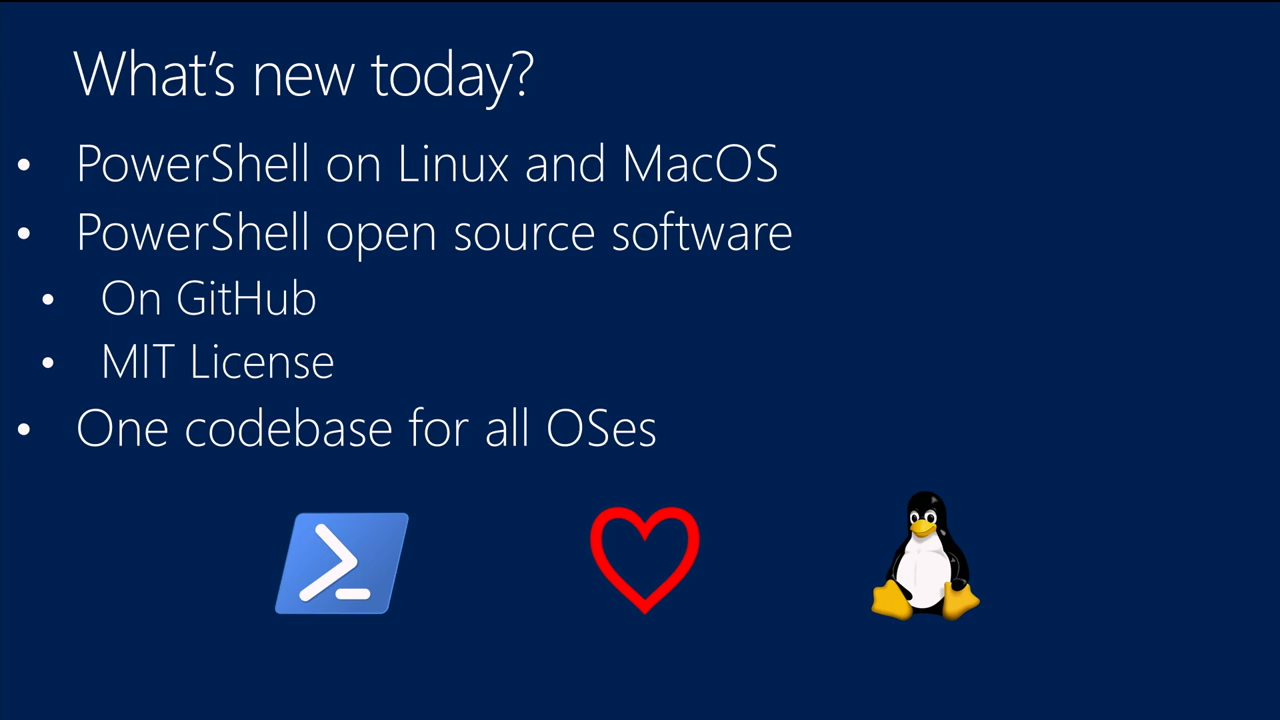 What's new today?
• PowerShell on Linux and MacOS
• PowerShell open source software
• On GitHub
• MIT License
• One codebase for all OSes